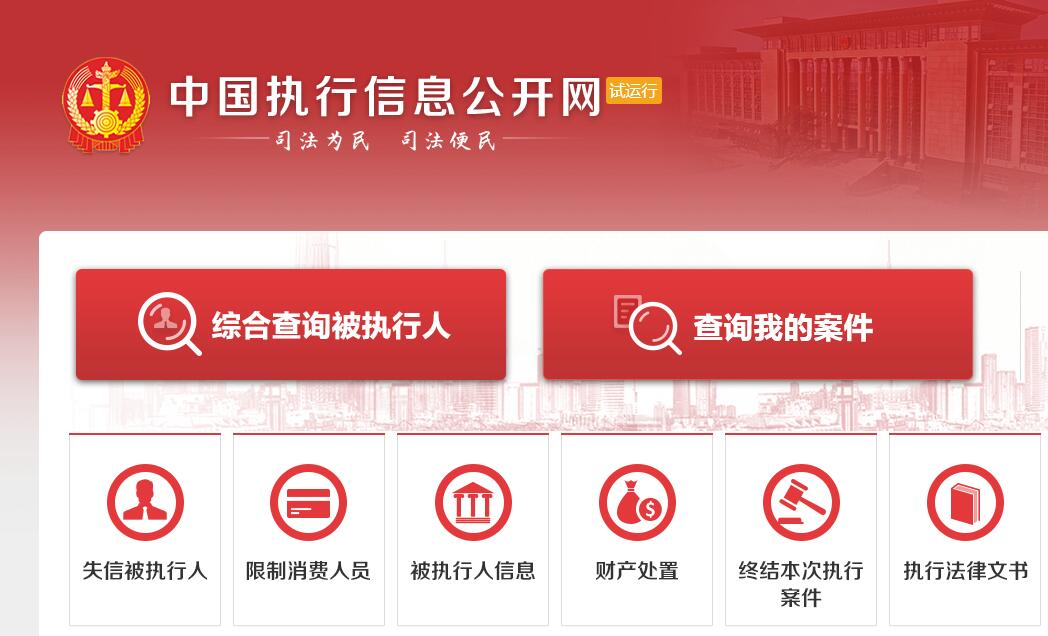 中国执行信息公开网 试运行
司法为民 司法便民
综合查询被执行人
查询我的案件
失信被执行人
限制消费人员
被执行人信息
财产处置
终结本次执行
案件
执行法律文书